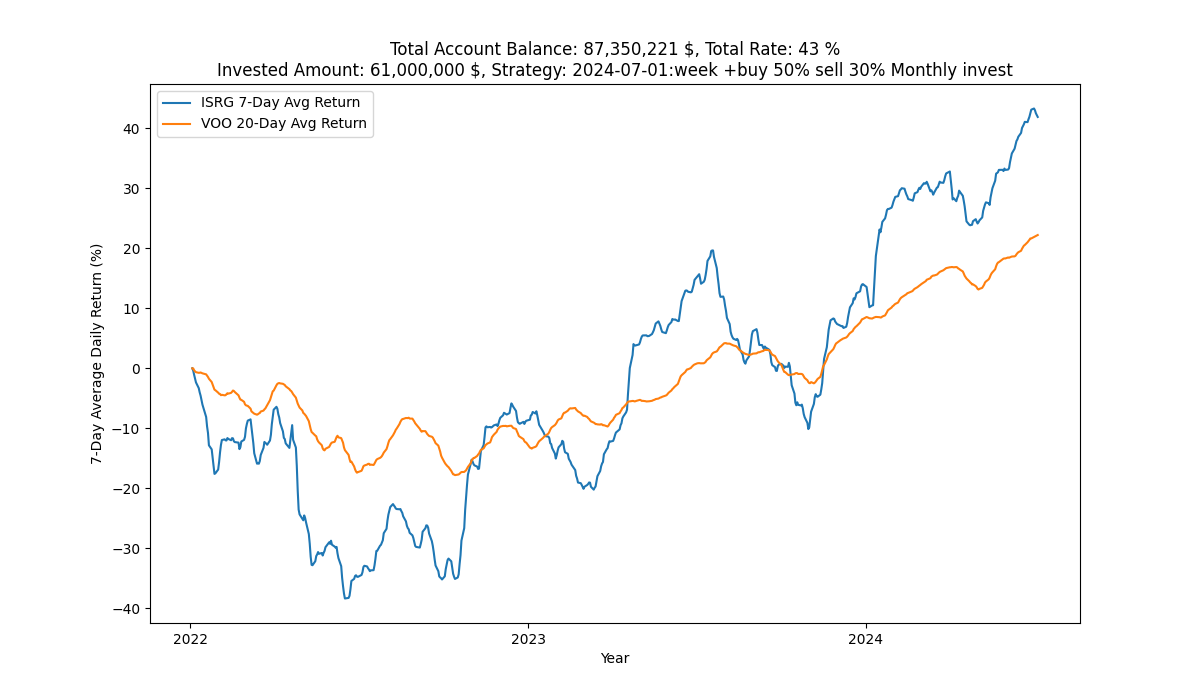 Total Account Balance: 87,350,221 $, Total Rate: 43 %
Invested Amount: 61,000,000 $, Strategy: 2024-07-01:week +buy 50% sell 30% Monthly invest
ISRG 7-Day Avg Return
VOO 20-Day Avg Return
7-Day Average Daily Return (%)
40
30
20
10
0
−10
−20
−30
−40
2022
2023
2024
Year